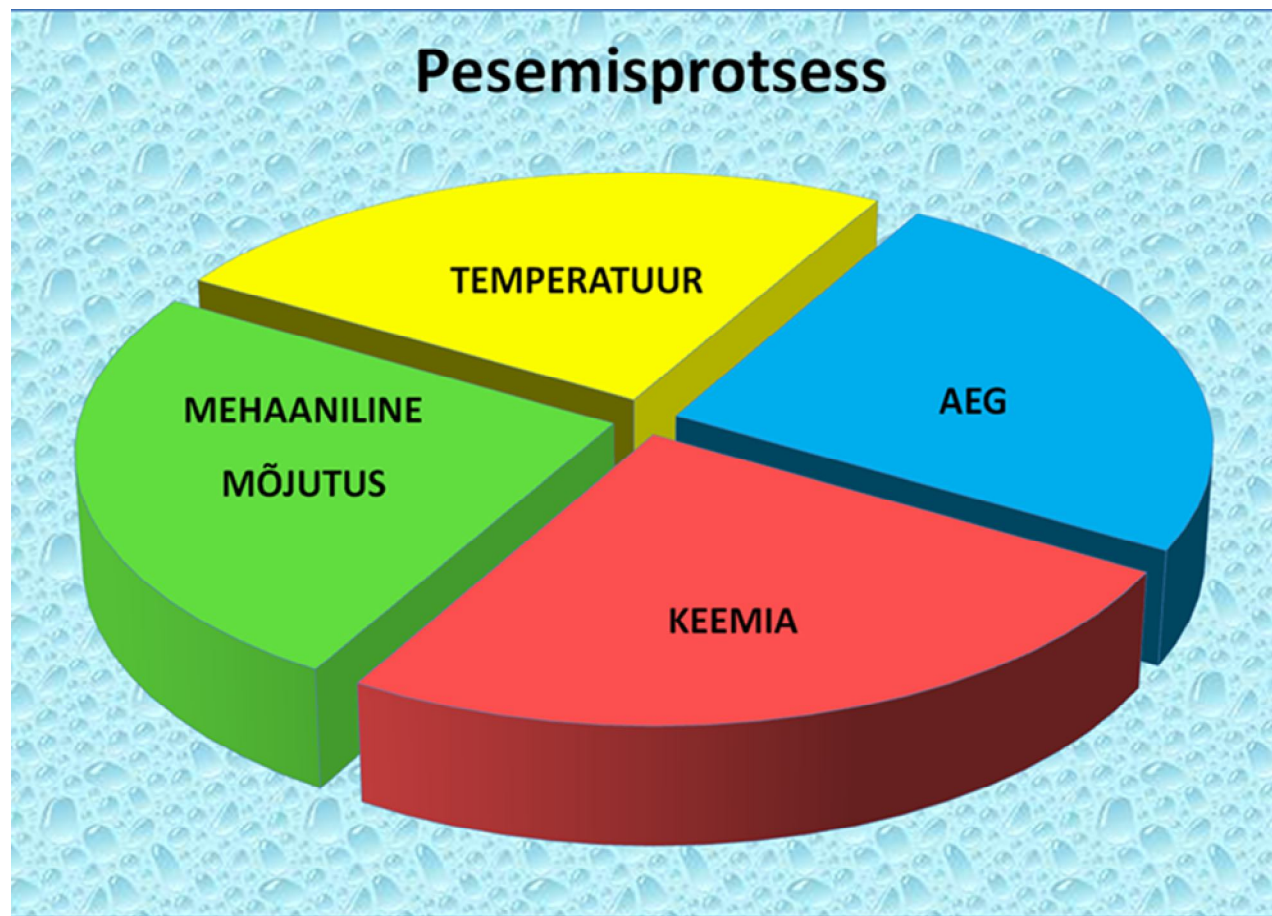 Pesemisprotsess
TEMPERATUUR
AEG
MEHAANILINE
MÕJUTUS
KEEMIA